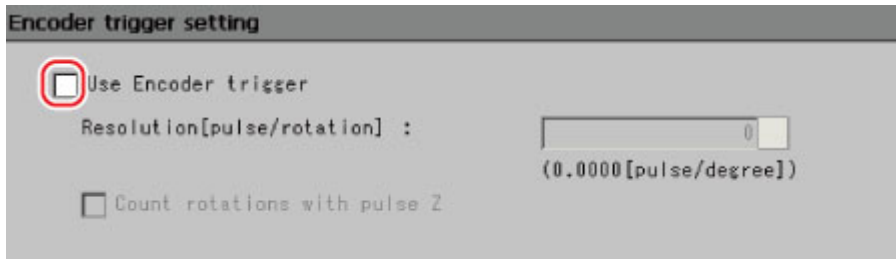 Encoder trigger setting
Use Encoder trigger
Resolution[pulse/rotation] :
0
(0.0000[pulse/degree])
Count rotations with pulse Z